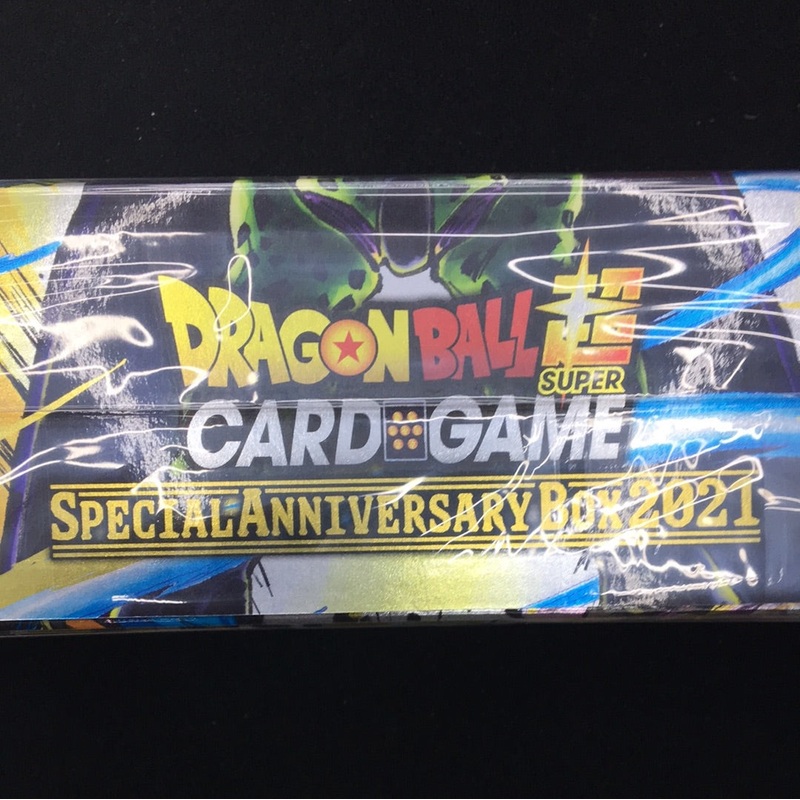 DRAGON BALL 超
SUPER
CARD GAME
SPECIAL ANNIVERSARY BOX 2021